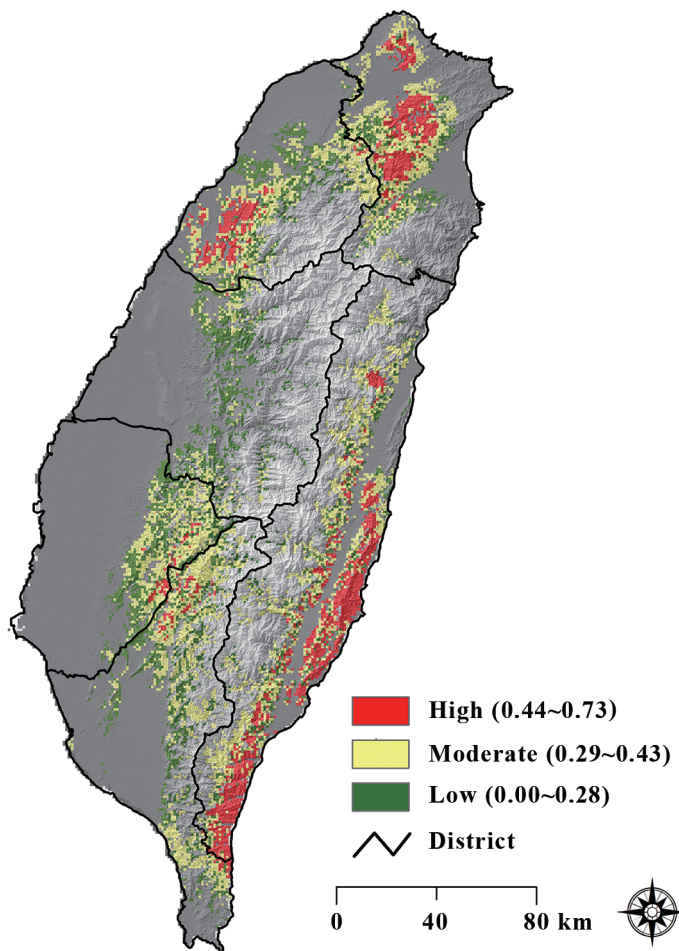 High (0.44~0.73)
Moderate (0.29~0.43)
Low (0.00~0.28)
District
0 40 80 km